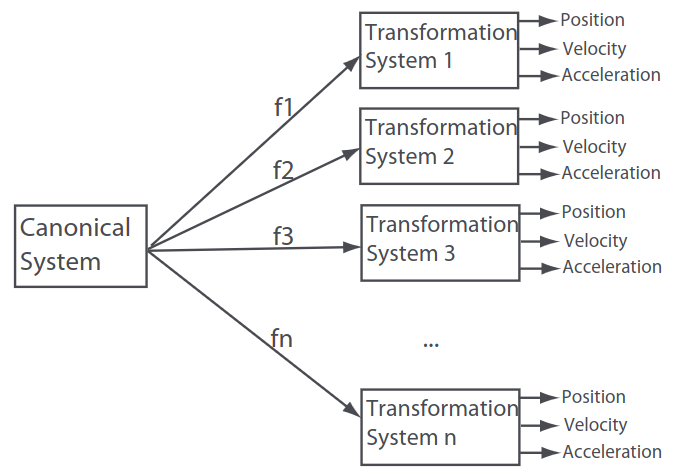 Transformation
System 1
Position
Velocity
Acceleration
f1
Transformation
System 2
Position
Velocity
Acceleration
f2
Canonical
System
f3
Transformation
System 3
Position
Velocity
Acceleration
fn
...
Transformation
System n
Position
Velocity
Acceleration